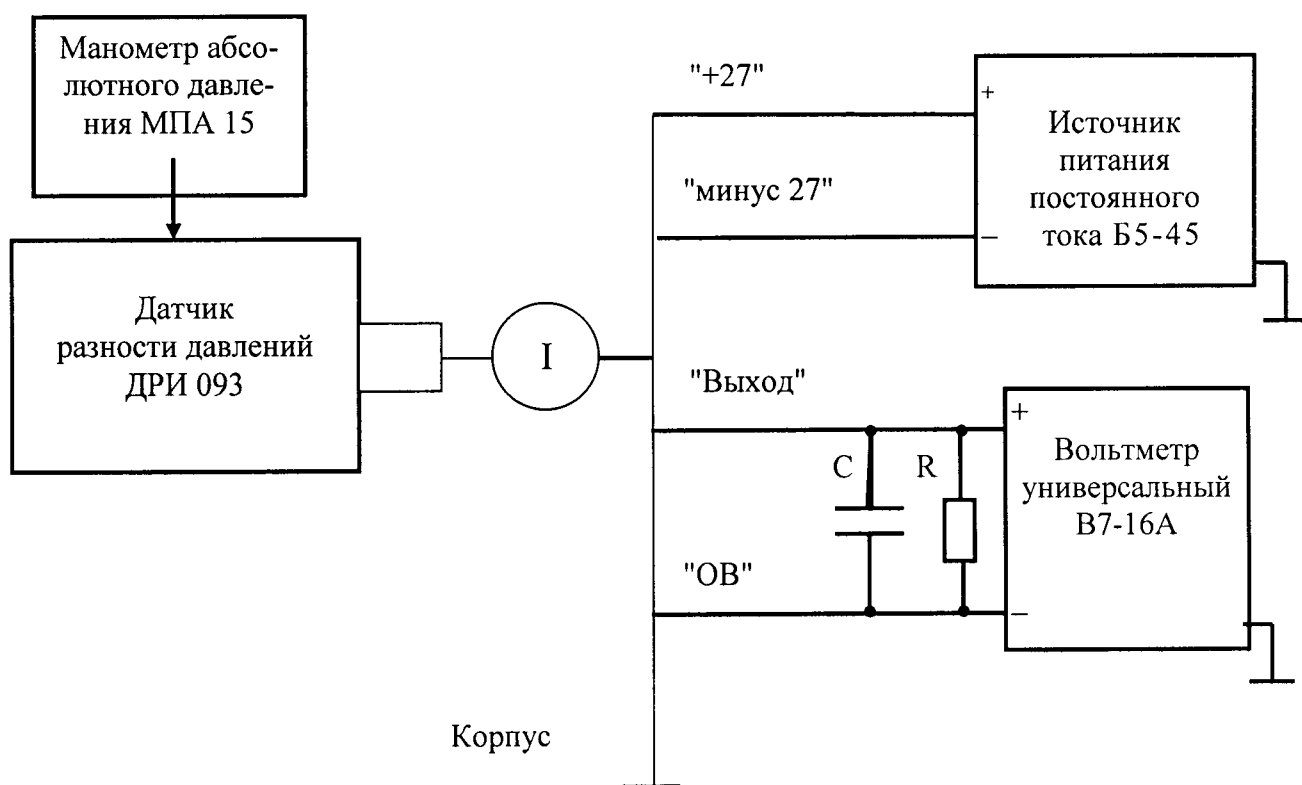 Манометр абсо-
лютного давле-
ния МПА 15
Датчик
разности давлений
ДРИ 093
I
"+27"
"минус 27"
+
Источник
питания
постоянного
тока Б5-45
−
"Выход"
"ОВ"
C
R
+
Вольтметр
универсальный
В7-16А
−
Корпус